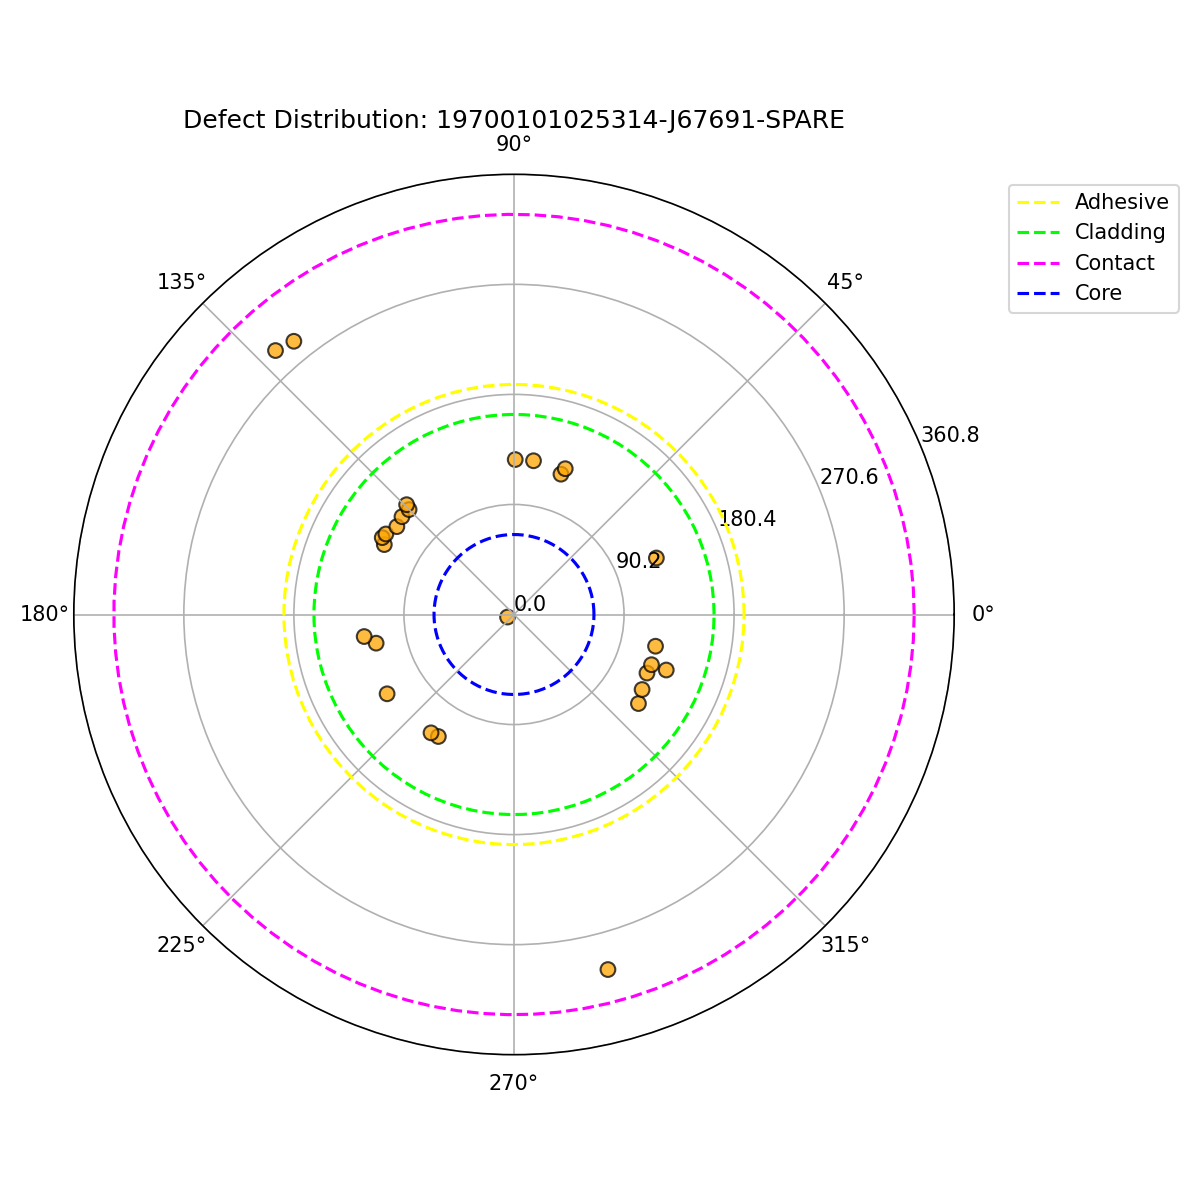 Defect Distribution: 19700101025314-J67691-SPARE
90°
135°
45°
Adhesive
Cladding
Contact
Core
360.8
270.6
180.4
90.2
0.0
180°
0°
225°
315°
270°